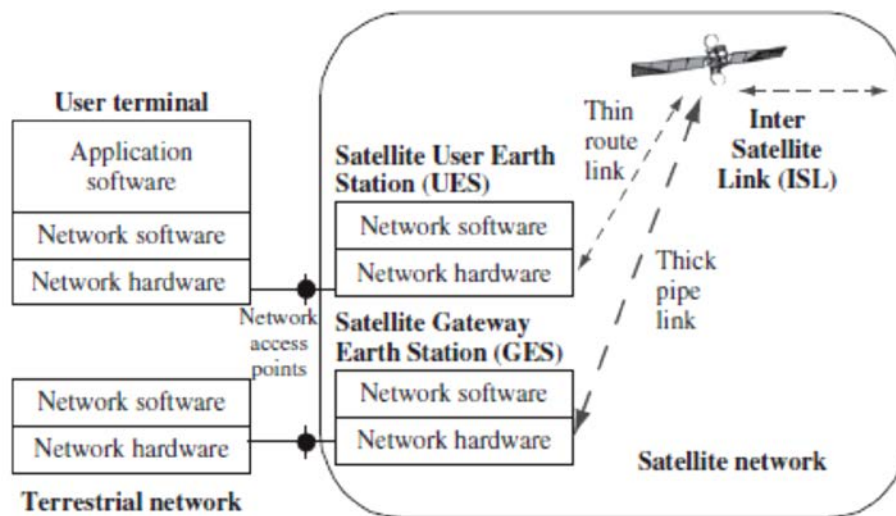 User terminal
Application
software
Network software
Network hardware
Network
access
points
Network software
Network hardware
Terrestrial network
Satellite User Earth
Station (UES)
Network software
Network hardware
Satellite Gateway
Earth Station (GES)
Network software
Network hardware
Thin
route
link
Inter
Satellite
Link (ISL)
Thick
pipe
link
Satellite network